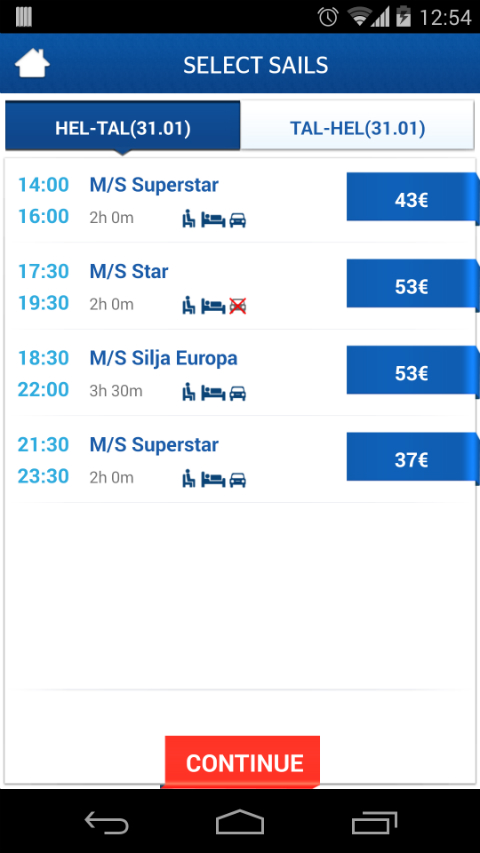 12:54
SELECT SAILS
HEL-TAL(31.01) TAL-HEL(31.01)
14:00 M/S Superstar 43€
16:00 2h 0m
17:30 M/S Star 53€
19:30 2h 0m
18:30 M/S Silja Europa 53€
22:00 3h 30m
21:30 M/S Superstar 37€
23:30 2h 0m
CONTINUE